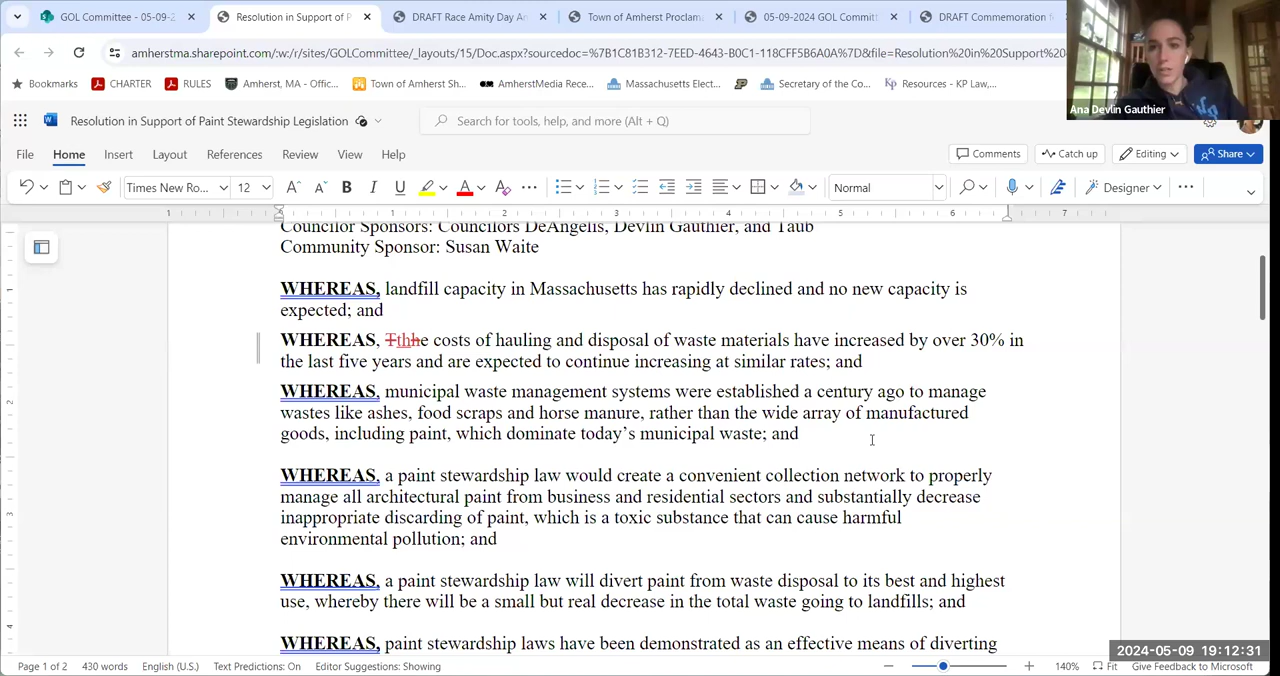 GOL Committee - 05-09-2
Resolution in Support of P
DRAFT Race Amity Day An
Town of Amherst Proclam
05-09-2024 GOL Committ
DRAFT Commemoration f
amherstma.sharepoint.com/:w:/r/sites/GOLCommittee/_layouts/15/Doc.aspx?sourcedoc=%7B1C81B312-7EED-4643-B0C1-118CFF5B6A0A%7D&file=Resolution%20in%20Support
Bookmarks CHARTER RULES Amherst, MA - Offic... Town of Amherst Sh... AmherstMedia Rece... Massachusetts Elect... Secretary of the Co... Resources - KP Law,...
Ana Devlin Gauthier
Resolution in Support of Paint Stewardship Legislation
Search for tools, help, and more (Alt + Q)
File Home Insert Layout References Review View Help
Comments Catch up Editing Share
Times New Ro... 12 A A B I U A A Normal Designer
1 1 2 3 4 5 6 7
Councilor Sponsors: Councilors DeAngelis, Devlin Gauthier, and Taub
Community Sponsor: Susan Waite
WHEREAS, landfill capacity in Massachusetts has rapidly declined and no new capacity is
expected; and
WHEREAS, Tthhe costs of hauling and disposal of waste materials have increased by over 30% in
the last five years and are expected to continue increasing at similar rates; and
WHEREAS, municipal waste management systems were established a century ago to manage
wastes like ashes, food scraps and horse manure, rather than the wide array of manufactured
goods, including paint, which dominate today's municipal waste; and
WHEREAS, a paint stewardship law would create a convenient collection network to properly
manage all architectural paint from business and residential sectors and substantially decrease
inappropriate discarding of paint, which is a toxic substance that can cause harmful
environmental pollution; and
WHEREAS, a paint stewardship law will divert paint from waste disposal to its best and highest
use, whereby there will be a small but real decrease in the total waste going to landfills; and
WHEREAS, paint stewardship laws have been demonstrated as an effective means of diverting
2024-05-09 19:12:31
Page 1 of 2 430 words English (U.S.) Text Predictions: On Editor Suggestions: Showing 140% Fit Give Feedback to Microsoft